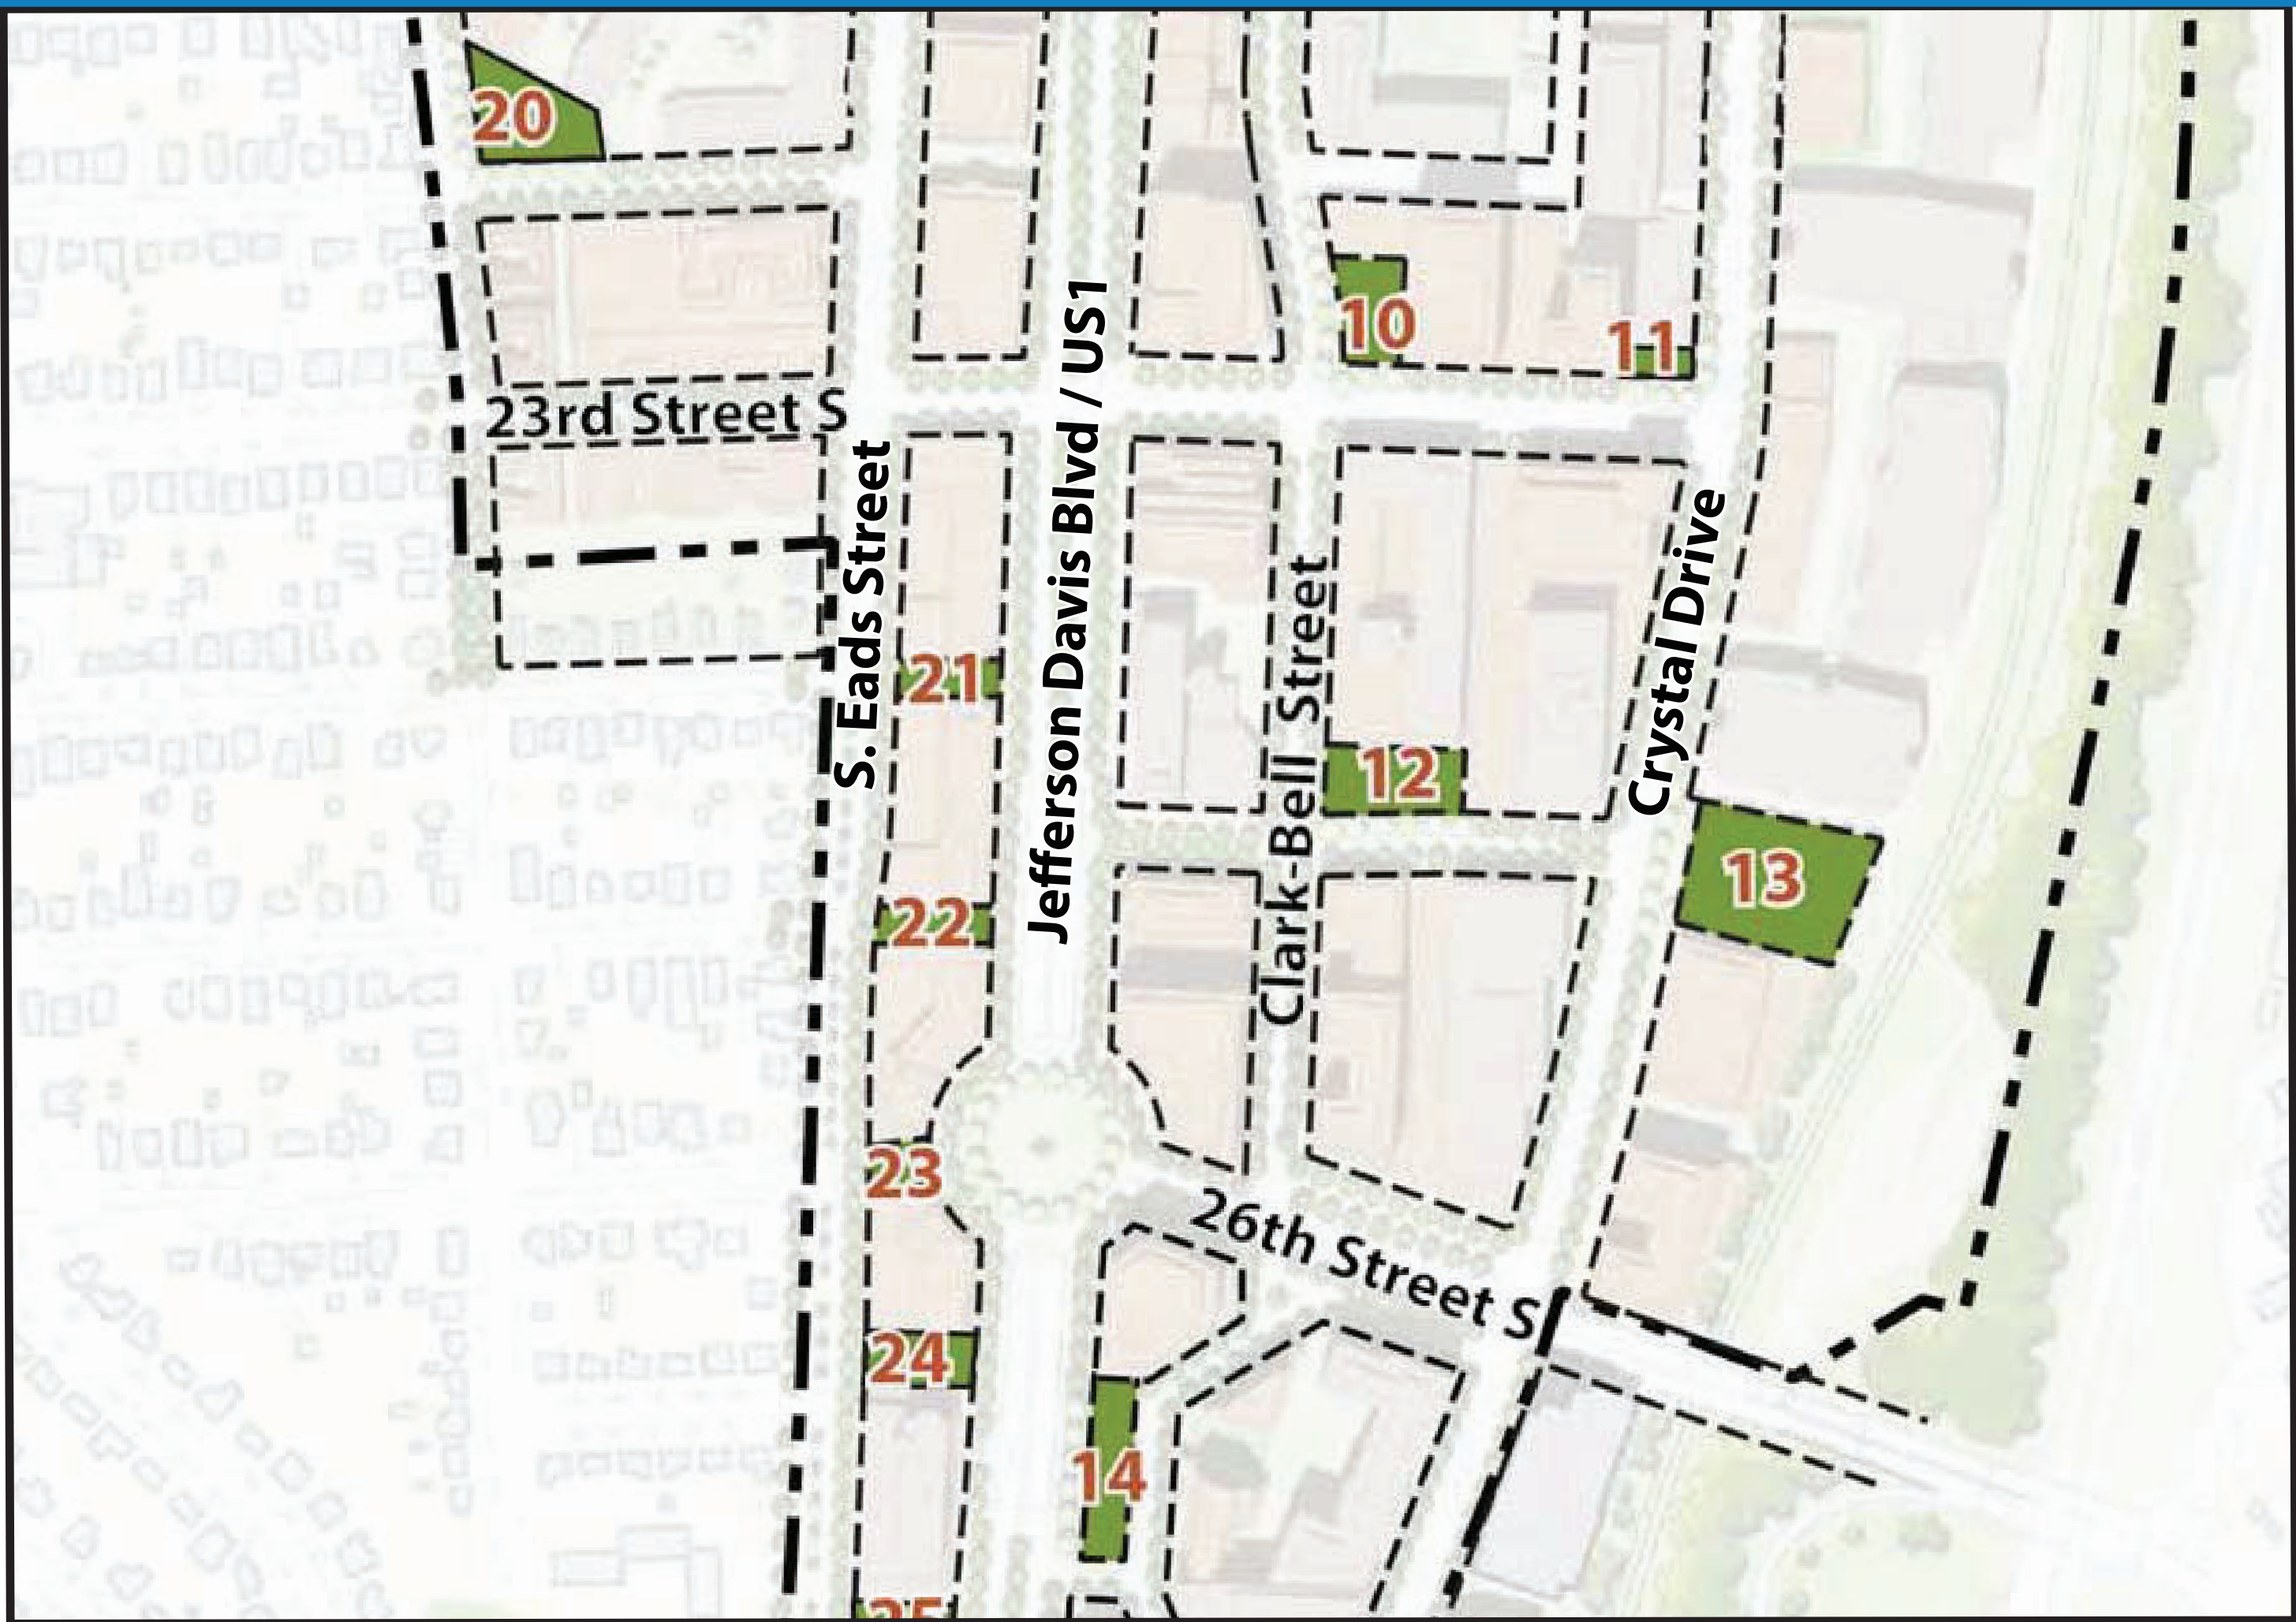 20
10
11
23rd Street S
S. Eads Street
Jefferson Davis Blvd / US1
Clark-Bell Street
Crystal Drive
21
12
13
22
23
26th Street S
24
14
25